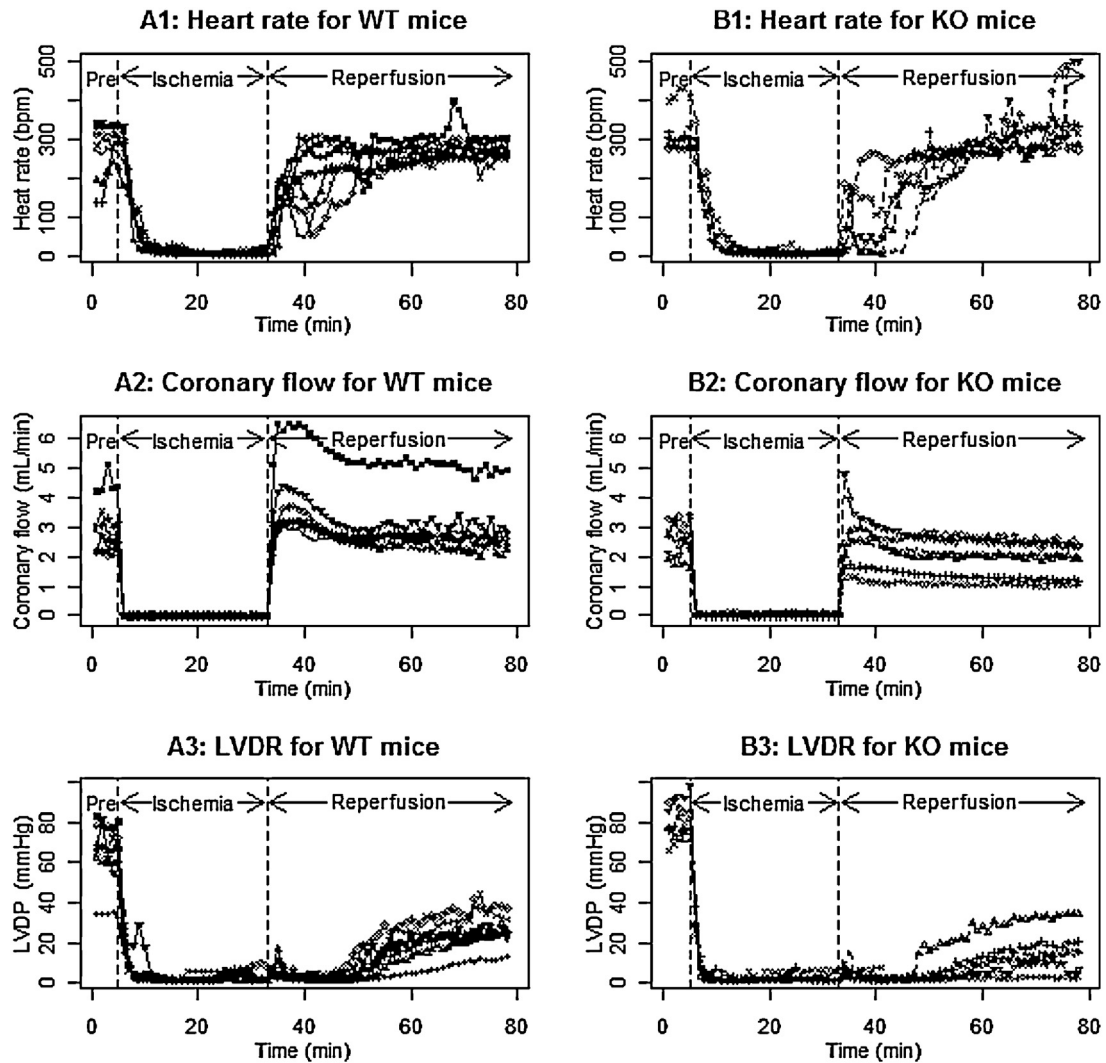 A1: Heart rate for WT mice
Heat rate (bpm)
0 100 300 500
Pre Ischemia Reperfusion
0 20 40 60 80
Time (min)
B1: Heart rate for KO mice
Heat rate (bpm)
0 100 300 500
Pre Ischemia Reperfusion
0 20 40 60 80
Time (min)
A2: Coronary flow for WT mice
Coronary flow (mL/min)
0 1 2 3 4 5 6
Pre Ischemia Reperfusion
0 20 40 60 80
Time (min)
B2: Coronary flow for KO mice
Coronary flow (mL/min)
0 1 2 3 4 5 6
Pre Ischemia Reperfusion
0 20 40 60 80
Time (min)
A3: LVDR for WT mice
LVDP (mmHg)
0 20 40 60 80
Pre Ischemia Reperfusion
0 20 40 60 80
Time (min)
B3: LVDR for KO mice
LVDP (mmHg)
0 20 40 60 80
Pre Ischemia Reperfusion
0 20 40 60 80
Time (min)